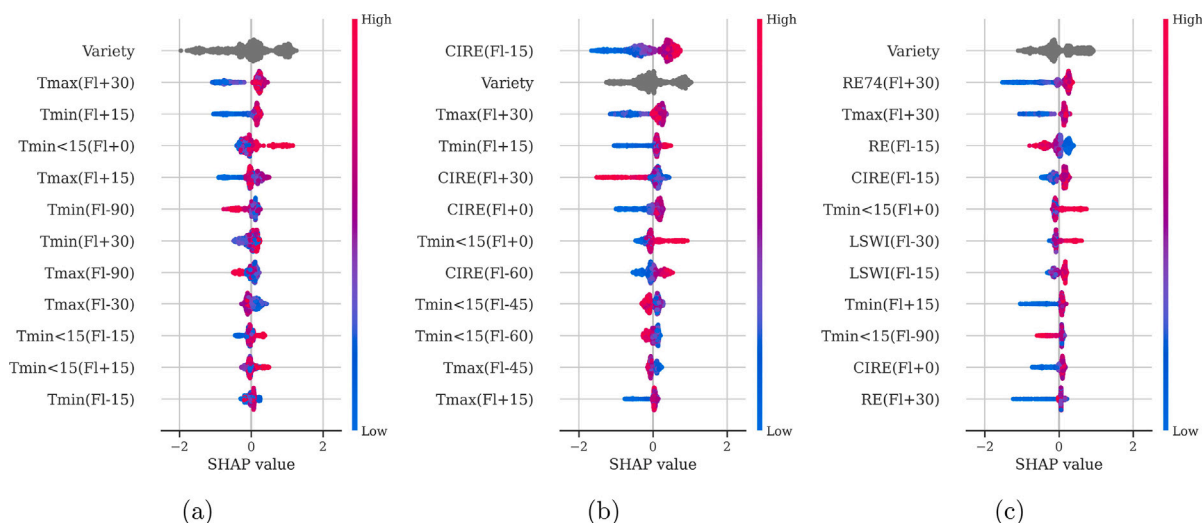 High
Variety
Tmax(Fl+30)
Tmin(Fl+15)
Tmin<15(Fl+0)
Tmax(Fl+15)
Tmin(Fl-90)
Tmin(Fl+30)
Tmax(Fl-90)
Tmax(Fl-30)
Tmin<15(Fl-15)
Tmin<15(Fl+15)
Tmin(Fl-15)
Low
−2 0 2
SHAP value
(a)
High
CIRE(Fl-15)
Variety
Tmax(Fl+30)
Tmin(Fl+15)
CIRE(Fl+30)
CIRE(Fl+0)
Tmin<15(Fl+0)
CIRE(Fl-60)
Tmin<15(Fl-45)
Tmin<15(Fl-60)
Tmax(Fl-45)
Tmax(Fl+15)
Low
−2 0 2
SHAP value
(b)
High
Variety
RE74(Fl+30)
Tmax(Fl+30)
RE(Fl-15)
CIRE(Fl-15)
Tmin<15(Fl+0)
LSWI(Fl-30)
LSWI(Fl-15)
Tmin(Fl+15)
Tmin<15(Fl-90)
CIRE(Fl+0)
RE(Fl+30)
Low
−2 0 2
SHAP value
(c)